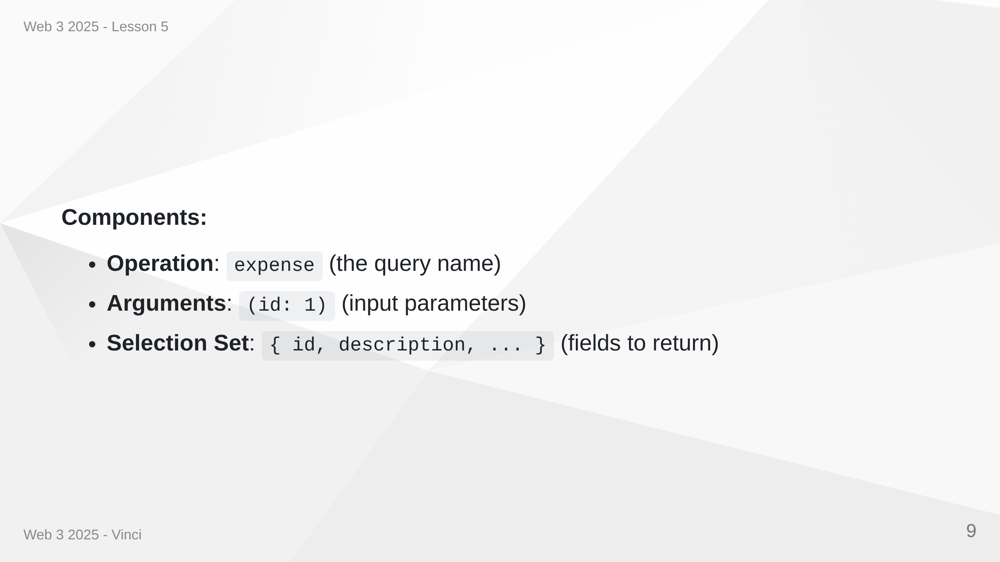 Web 3 2025 - Lesson 5
Components:
• Operation: expense (the query name)
• Arguments: (id: 1) (input parameters)
• Selection Set: { id, description, ... } (fields to return)
Web 3 2025 - Vinci
9